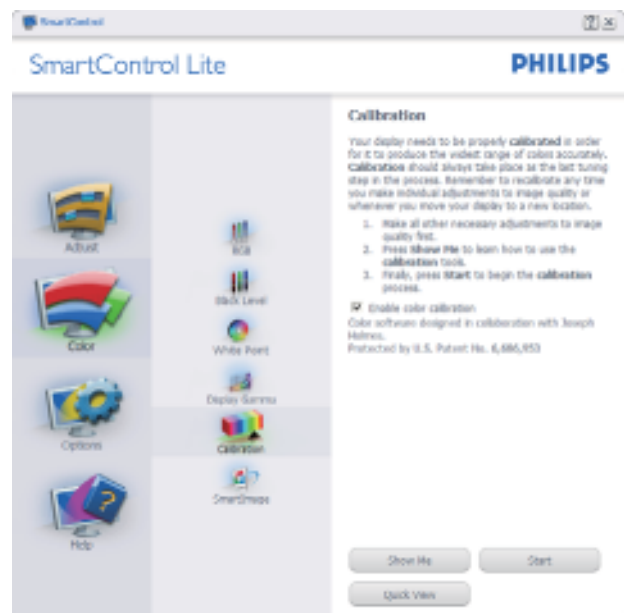 SmartControl
SmartControl Lite
PHILIPS
Adjust
Color
Options
Help
RGB
Black Level
White Point
Display Gamma
Calibration
SmartImage
Calibration
Your display needs to be properly calibrated in order
for it to produce the widest range of colors accurately.
Calibration should always take place as the last tuning
step in the process. Remember to recalibrate any time
you make individual adjustments to image quality or
whenever you move your display to a new location.
1. Make all other necessary adjustments to image
quality first.
2. Press Show Me to learn how to use the
calibration tools.
3. Finally, press Start to begin the calibration
process.
Enable color calibration
Color software designed in collaboration with Joseph
Holmes.
Protected by U.S. Patent No. 6,686,953
Show Me
Start
Quick View